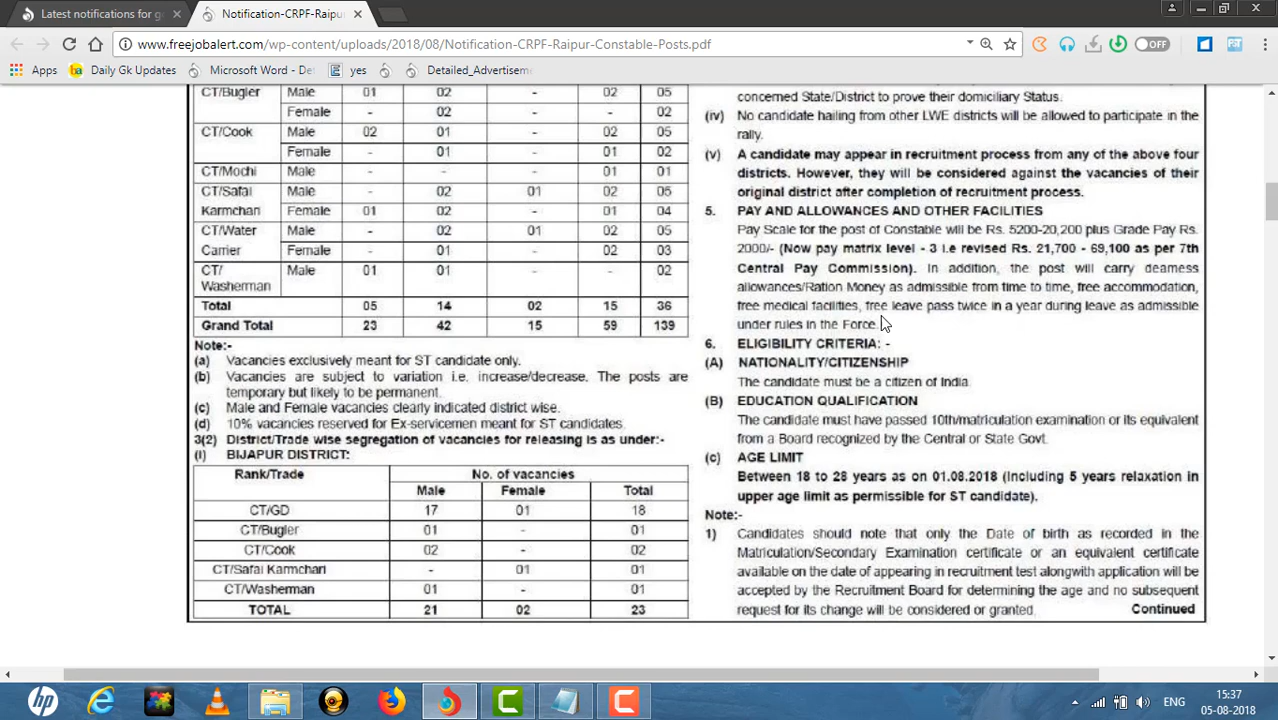 Latest notifications for g
Notification-CRPF-Raipur-
www.freejobalert.com/wp-content/uploads/2018/08/Notification-CRPF-Raipur-Constable-Posts.pdf
OFF
Apps
Daily Gk Updates
Microsoft Word - De
yes
Detailed_Advertisem
CT/Bugler Male 01 02 - 02 05
Female - 02 - - 02
CT/Cook Male 02 01 02 05
Female - 01 - 01 02
CT/Mochi Male - - - 01 01
CT/Safai Male - 02 01 02 05
Karmchan Female 01 02 - 01 04
CT/Water Male - 02 01 02 05
Carrier Female - 01 - 02 03
CT/ Male 01 01 - - 02
Washerman
Total 05 14 02 15 36
Grand Total 23 42 15 59 139
Note:-
(a) Vacancies exclusively meant for ST candidate only.
(b) Vacancies are subject to variation i.e. increase/decrease. The posts are
temporary but likely to be permanent.
(c) Male and Female vacancies clearly indicated district wise.
(d) 10% vacancies reserved for Ex-servicemen meant for ST candidates.
3(2) District/Trade wise segregation of vacancies for releasing is as under:-
(I) BIJAPUR DISTRICT:
Rank/Trade No. of vacancies
Male Female Total
CT/GD 17 01 18
CT/Bugler 01 - 01
CT/Cook 02 - 02
CT/Safai Karmchari - 01 01
CT/Washerman 01 - 01
TOTAL 21 02 23
concerned State/District to prove their domiciliary Status.
(iv) No candidate hailing from other LWE districts will be allowed to participate in the
rally.
(v) A candidate may appear in recruitment process from any of the above four
districts. However, they will be considered against the vacancies of their
original district after completion of recruitment process.
5. PAY AND ALLOWANCES AND OTHER FACILITIES
Pay Scale for the post of Constable will be Rs. 5200-20,200 plus Grade Pay Rs.
2000/- (Now pay matrix level - 3 i.e revised Rs. 21,700 - 69,100 as per 7th
Central Pay Commission). In addition, the post will carry dearness
allowances/Ration Money as admissible from time to time, free accommodation,
free medical facilities, free leave pass twice in a year during leave as admissible
under rules in the Force.
6. ELIGIBILITY CRITERIA: -
(A) NATIONALITY/CITIZENSHIP
The candidate must be a citizen of India.
(B) EDUCATION QUALIFICATION
The candidate must have passed 10th/matriculation examination or its equivalent
from a Board recognized by the Central or State Govt.
(c) AGE LIMIT
Between 18 to 28 years as on 01.08.2018 (Including 5 years relaxation in
upper age limit as permissible for ST candidate).
Note:-
1) Candidates should note that only the Date of birth as recorded in the
Matriculation/Secondary Examination certificate or an equivalent certificate
available on the date of appearing in recruitment test alongwith application will be
accepted by the Recruitment Board for determining the age and no subsequent
request for its change will be considered or granted. Continued
ENG
15:37
05-08-2018